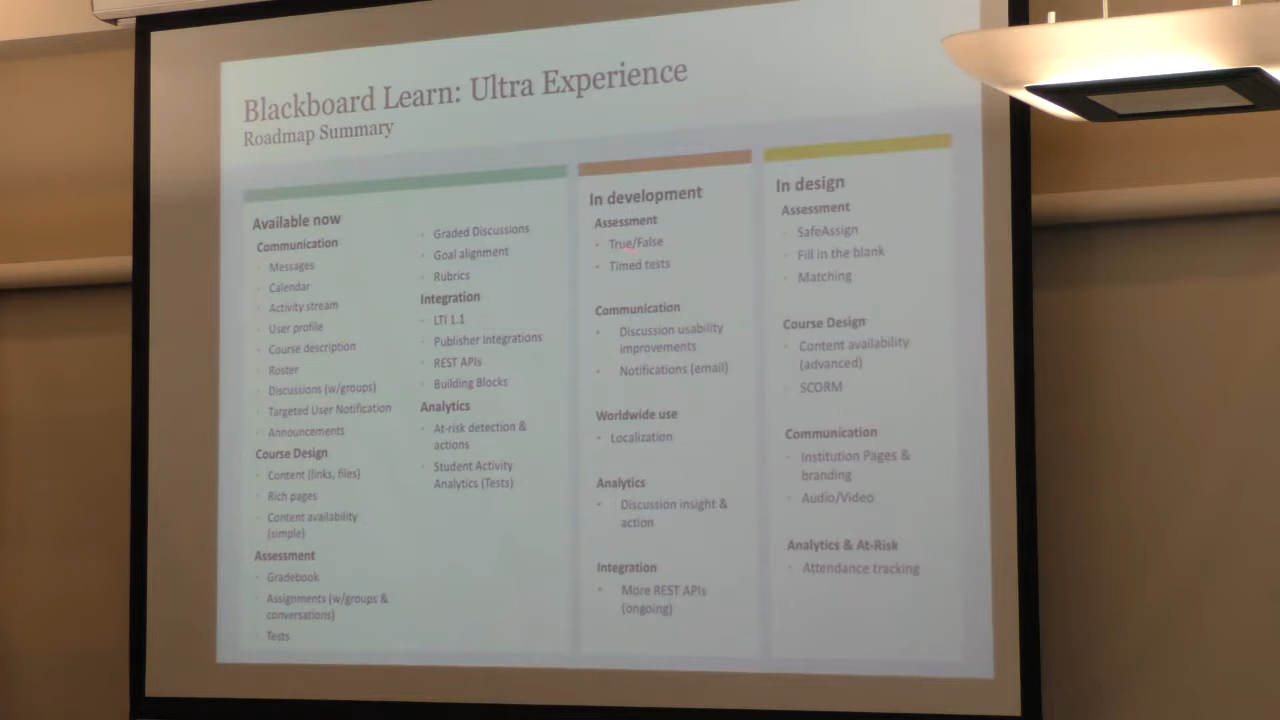 Blackboard Learn: Ultra Experience
Roadmap Summary
Available now
Communication
Messages
Calendar
Activity stream
User profile
Course description
Roster
Discussions (w/groups)
Targeted User Notification
Announcements
Course Design
Content (links, files)
Rich pages
Content availability
(simple)
Assessment
Gradebook
Assignments (w/groups &
conversations)
Tests
Graded Discussions
Goal alignment
Rubrics
Integration
LTI 1.1
Publisher Integrations
REST APIs
Building Blocks
Analytics
At-risk detection &
actions
Student Activity
Analytics (Tests)
In development
Assessment
True/False
Timed tests
Communication
Discussion usability
improvements
Notifications (email)
Worldwide use
Localization
Analytics
Discussion insight &
action
Integration
More REST APIs
(ongoing)
In design
Assessment
SafeAssign
Fill in the blank
Matching
Course Design
Content availability
(advanced)
SCORM
Communication
Institution Pages &
branding
Audio/Video
Analytics & At-Risk
Attendance tracking